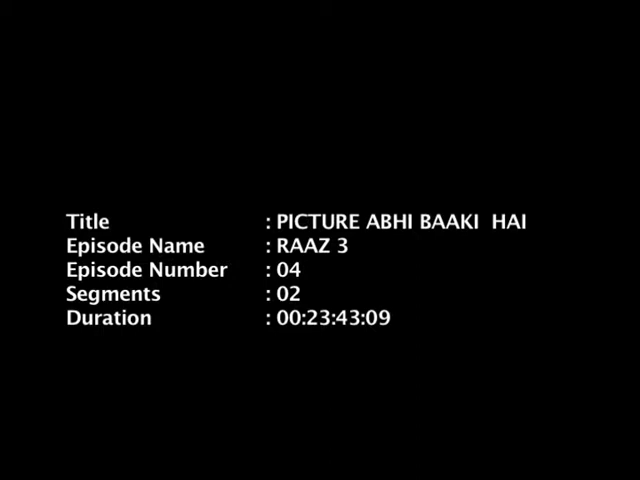 Title : PICTURE ABHI BAAKI  HAI
Episode Name : RAAZ 3
Episode Number : 04
Segments : 02
Duration : 00:23:43:09